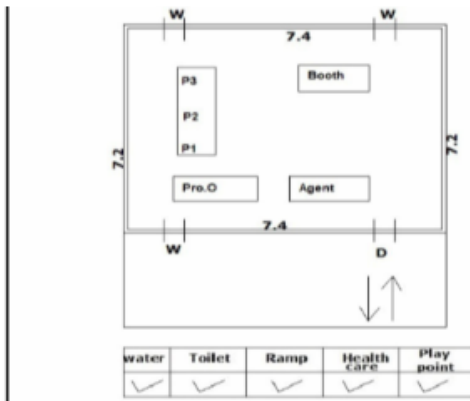 W W
7.4
P3 Booth
P2
7.2 7.2
P1
Pro.O Agent
7.4
W D
water Toilet Ramp Health care Play point